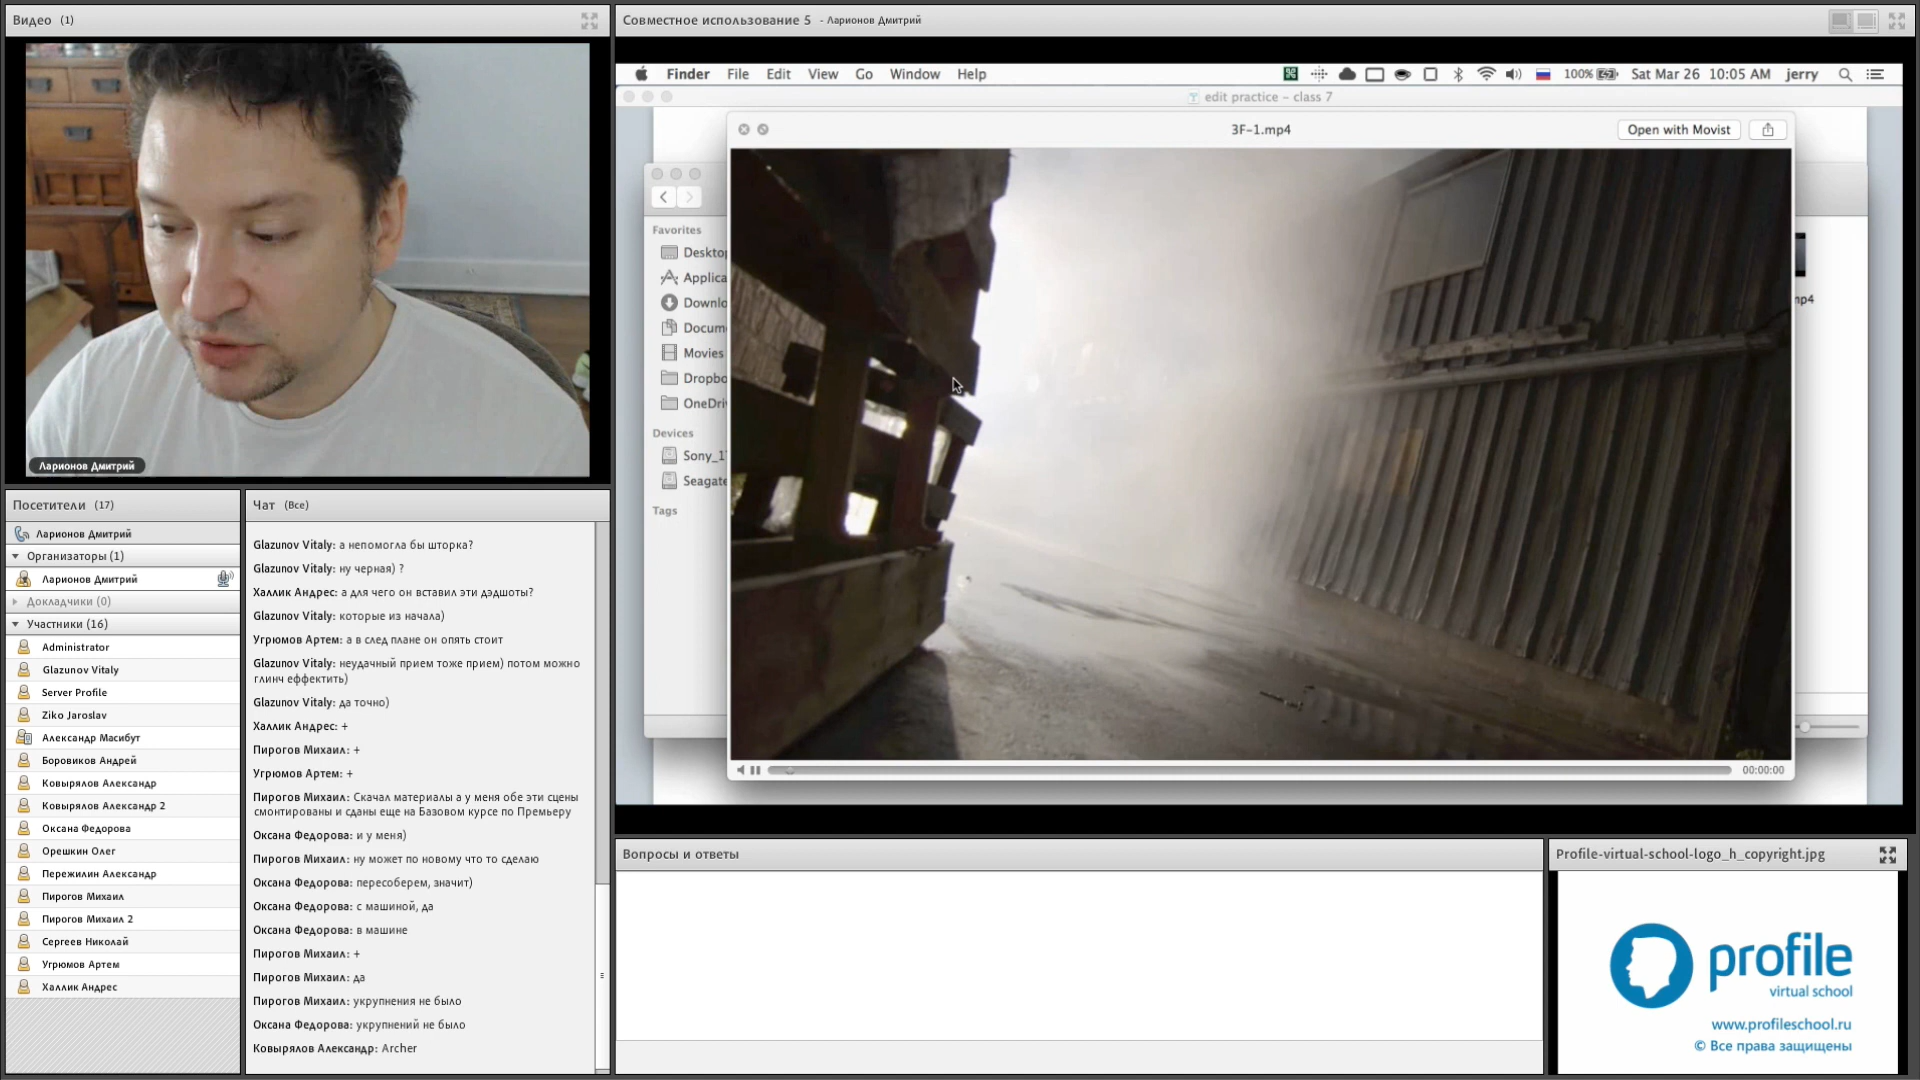 Видео (1)
Ларионов Дмитрий
Посетители (17)
Ларионов Дмитрий
Организаторы (1)
Ларионов Дмитрий
Докладчики (0)
Участники (16)
Administrator
Glazunov Vitaly
Server Profile
Ziko Jaroslav
Александр Масибут
Боровиков Андрей
Ковырялов Александр
Ковырялов Александр 2
Оксана Федорова
Орешкин Олег
Пережилин Александр
Пирогов Михаил
Пирогов Михаил 2
Сергеев Николай
Угрюмов Артем
Халлик Андрес
Чат (Все)
Glazunov Vitaly: а непомогла бы шторка?
Glazunov Vitaly: ну черная) ?
Халлик Андрес: а для чего он вставил эти дэдшоты?
Glazunov Vitaly: которые из начала)
Угрюмов Артем: а в след плане он опять стоит
Glazunov Vitaly: неудачный прием тоже прием) потом можно
глинч еффектить)
Glazunov Vitaly: да точно)
Халлик Андрес: +
Пирогов Михаил: +
Угрюмов Артем: +
Пирогов Михаил: Скачал материалы а у меня обе эти сцены
смонтированы и сданы еще на Базовом курсе по Премьеру
Оксана Федорова: и у меня)
Пирогов Михаил: ну может по новому что то сделаю
Оксана Федорова: пересоберем, значит)
Оксана Федорова: с машиной, да
Оксана Федорова: в машине
Пирогов Михаил: +
Пирогов Михаил: да
Пирогов Михаил: укрупнения не было
Оксана Федорова: укрупнений не было
Ковырялов Александр: Archer
Совместное использование 5 - Ларионов Дмитрий
Finder File Edit View Go Window Help 100% Sat Mar 26 10:05 AM jerry
edit practice – class 7
3F-1.mp4
Open with Movist
Favorites
Deskto
Applica
Downlo
Docum
Movies
Dropbo
OneDri
Devices
Sony_1
Seagate
Tags
mp4
00:00:00
Вопросы и ответы
Profile-virtual-school-logo_h_copyright.jpg
profile
virtual school
www.profileschool.ru
© Все права защищены